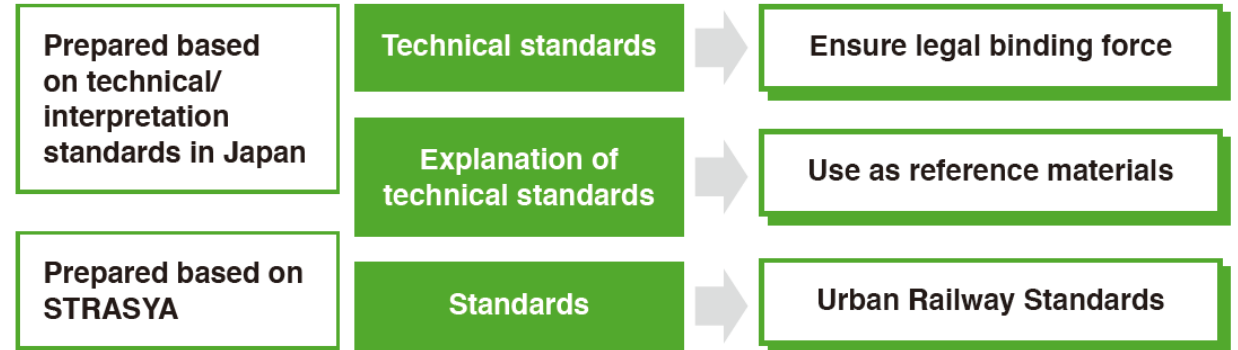 Prepared based
on technical/
interpretation
standards in Japan
Technical standards
Ensure legal binding force
Explanation of
technical standards
Use as reference materials
Prepared based on
STRASYA
Standards
Urban Railway Standards